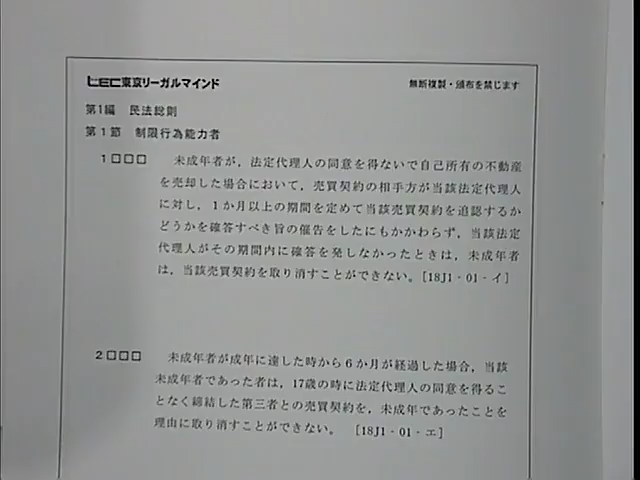 LEC東京リーガルマインド 無断複製・頒布を禁じます
第1編 民法総則
第1節 制限行為能力者
1□□□ 未成年者が，法定代理人の同意を得ないで自己所有の不動産
を売却した場合において，売買契約の相手方が当該法定代理人
に対し，1か月以上の期間を定めて当該売買契約を追認するか
どうかを確答すべき旨の催告をしたにもかかわらず，当該法定
代理人がその期間内に確答を発しなかったときは，未成年者
は，当該売買契約を取り消すことができない。[18J1‐01‐イ]
2□□□ 未成年者が成年に達した時から6か月が経過した場合，当該
未成年者であった者は，17歳の時に法定代理人の同意を得るこ
となく締結した第三者との売買契約を，未成年であったことを
理由に取り消すことができない。 [18J1‐01‐エ]